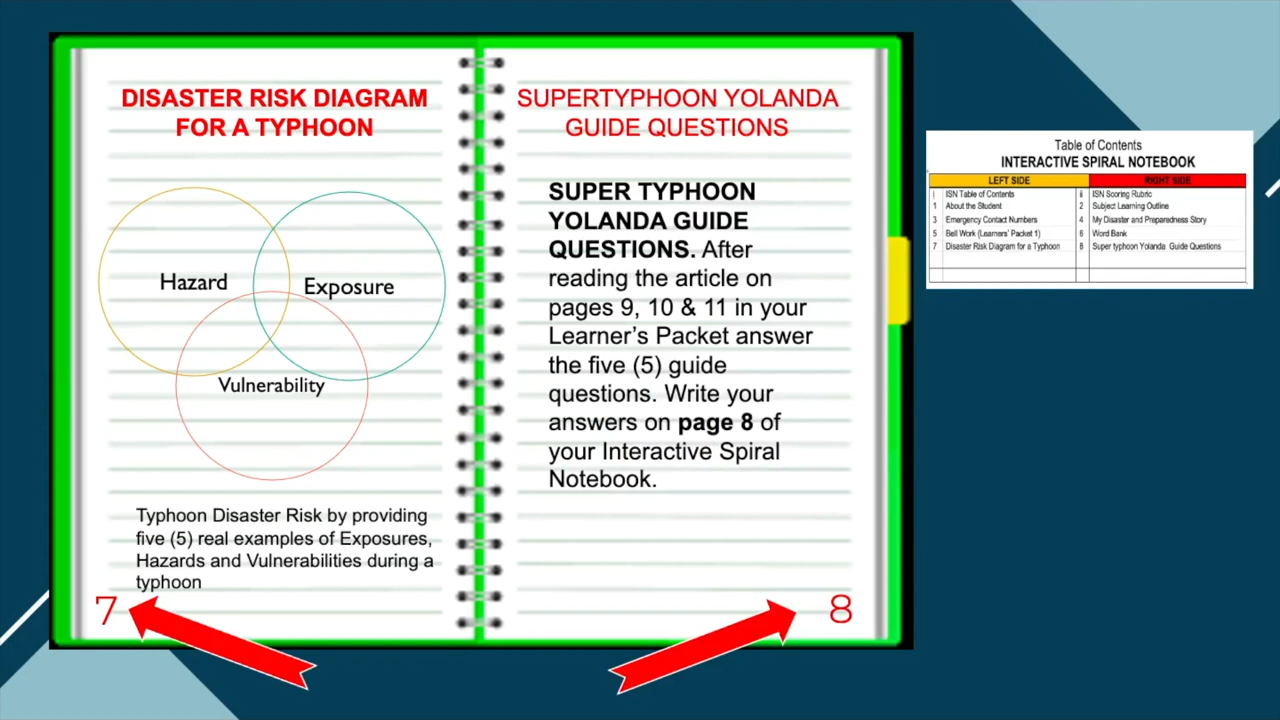 DISASTER RISK DIAGRAM
FOR A TYPHOON
Hazard
Exposure
Vulnerability
Typhoon Disaster Risk by providing
five (5) real examples of Exposures,
Hazards and Vulnerabilities during a
typhoon
7
SUPERTYPHOON YOLANDA
GUIDE QUESTIONS
SUPER TYPHOON
YOLANDA GUIDE
QUESTIONS. After
reading the article on
pages 9, 10 & 11 in your
Learner's Packet answer
the five (5) guide
questions. Write your
answers on page 8 of
your Interactive Spiral
Notebook.
8
Table of Contents
INTERACTIVE SPIRAL NOTEBOOK
LEFT SIDE RIGHT SIDE
i ISN Table of Contents ii ISN Scoring Rubric
1 About the Student 2 Subject Learning Outline
3 Emergency Contact Numbers 4 My Disaster and Preparedness Story
5 Bell Work (Learners' Packet 1) 6 Word Bank
7 Disaster Risk Diagram for a Typhoon 8 Super typhoon Yolanda Guide Questions